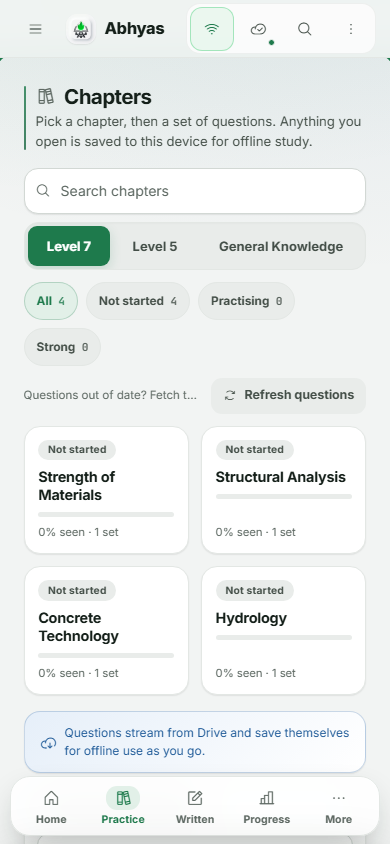 Abhyas
Chapters
Pick a chapter, then a set of questions. Anything you
open is saved to this device for offline study.
Search chapters
Level 7
Level 5
General Knowledge
All 4
Not started 4
Practising 0
Strong 0
Questions out of date? Fetch t...
Refresh questions
Not started
Strength of
Materials
0% seen · 1 set
Not started
Structural Analysis
0% seen · 1 set
Not started
Concrete
Technology
0% seen · 1 set
Not started
Hydrology
0% seen · 1 set
Questions stream from Drive and save themselves
for offline use as you go.
Home
Practice
Written
Progress
More